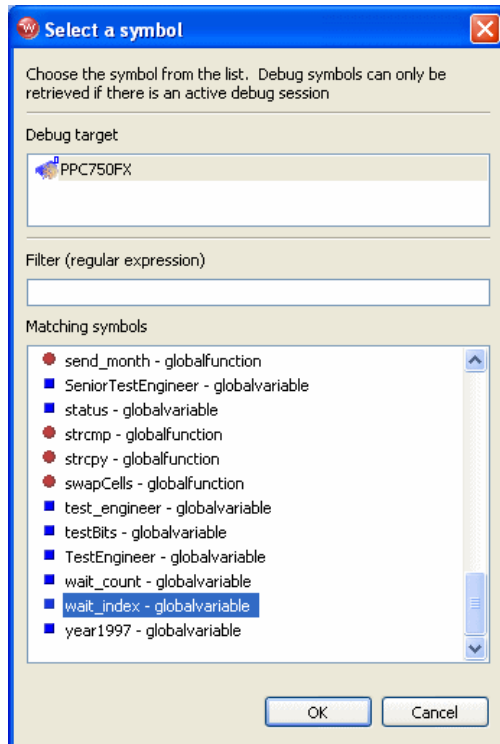 Select a symbol
Choose the symbol from the list. Debug symbols can only be
retrieved if there is an active debug session
Debug target
PPC750FX
Filter (regular expression)
Matching symbols
send_month - globalfunction
SeniorTestEngineer - globalvariable
status - globalvariable
strcmp - globalfunction
strcpy - globalfunction
swapCells - globalfunction
test_engineer - globalvariable
testBits - globalvariable
TestEngineer - globalvariable
wait_count - globalvariable
wait_index - globalvariable
year1997 - globalvariable
OK
Cancel